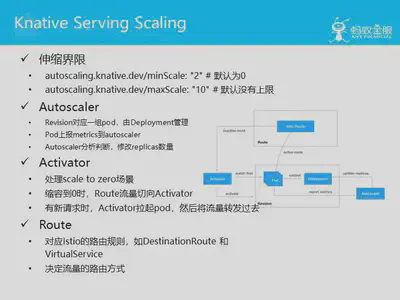 Knative Serving Scaling
蚂蚁金服
ANT FINANCIAL
✓ 伸缩界限
• autoscaling.knative.dev/minScale: "2" # 默认为0
• autoscaling.knative.dev/maxScale: "10" # 默认没有上限
✓ Autoscaler
• Revision对应一组pod，由Deployment管理
• Pod上报metrics到autoscaler
• Autoscaler分析判断，修改replicas数量
✓ Activator
• 处理scale to zero场景
• 缩容到0时，Route流量切向Activator
• 有新请求时，Activator拉起pod，然后将流量转发过去
✓ Route
• 对应Istio的路由规则，如DestinationRoute 和
VirtualService
• 决定流量的路由方式
Route
Activator
Pod
Deployment
Autoscaler
Revision
inactive route
active route
activate